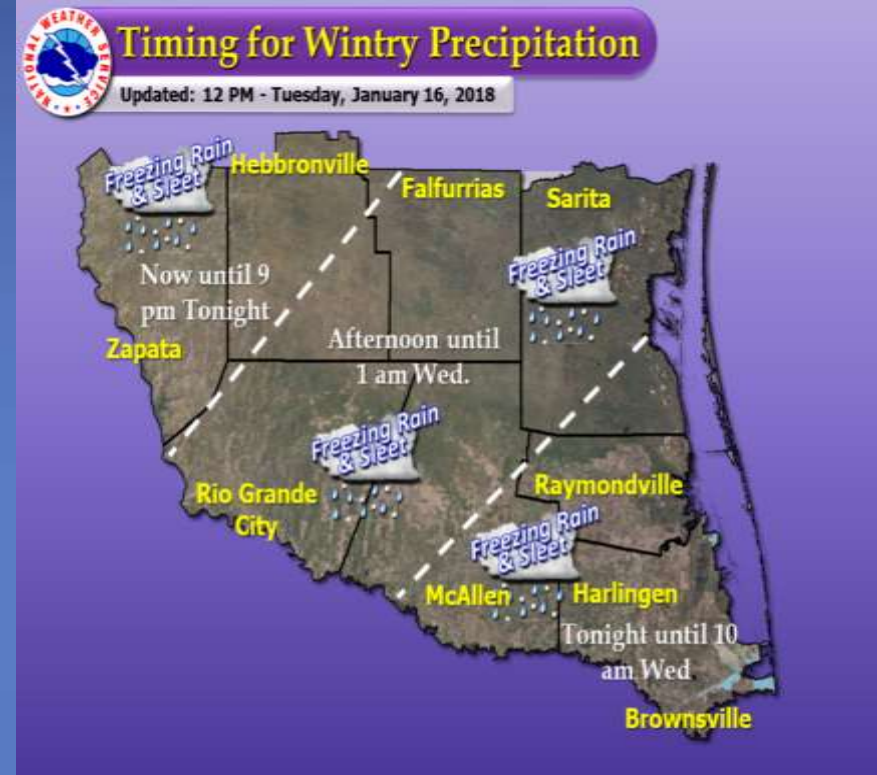 NATIONAL WEATHER SERVICE
Timing for Wintry Precipitation
Updated: 12 PM - Tuesday, January 16, 2018
Freezing Rain
& Sleet
Hebbronville
Falfurrias
Sarita
Freezing Rain
& Sleet
Now until 9
pm Tonight
Zapata
Afternoon until
1 am Wed.
Freezing Rain
& Sleet
Rio Grande
City
Raymondville
Freezing Rain
& Sleet
McAllen
Harlingen
Tonight until 10
am Wed
Brownsville